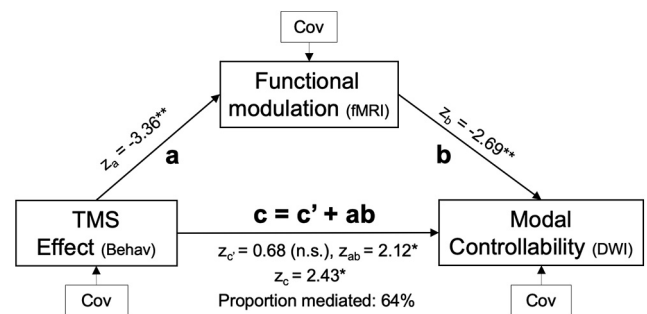 Cov
Functional
modulation (fMRI)
zₐ = -3.36**
a
z_b = -2.69**
b
TMS
Effect (Behav)
c = c’ + ab
z_c’ = 0.68 (n.s.), z_ab = 2.12*
z_c = 2.43*
Proportion mediated: 64%
Modal
Controllability (DWI)
Cov
Cov